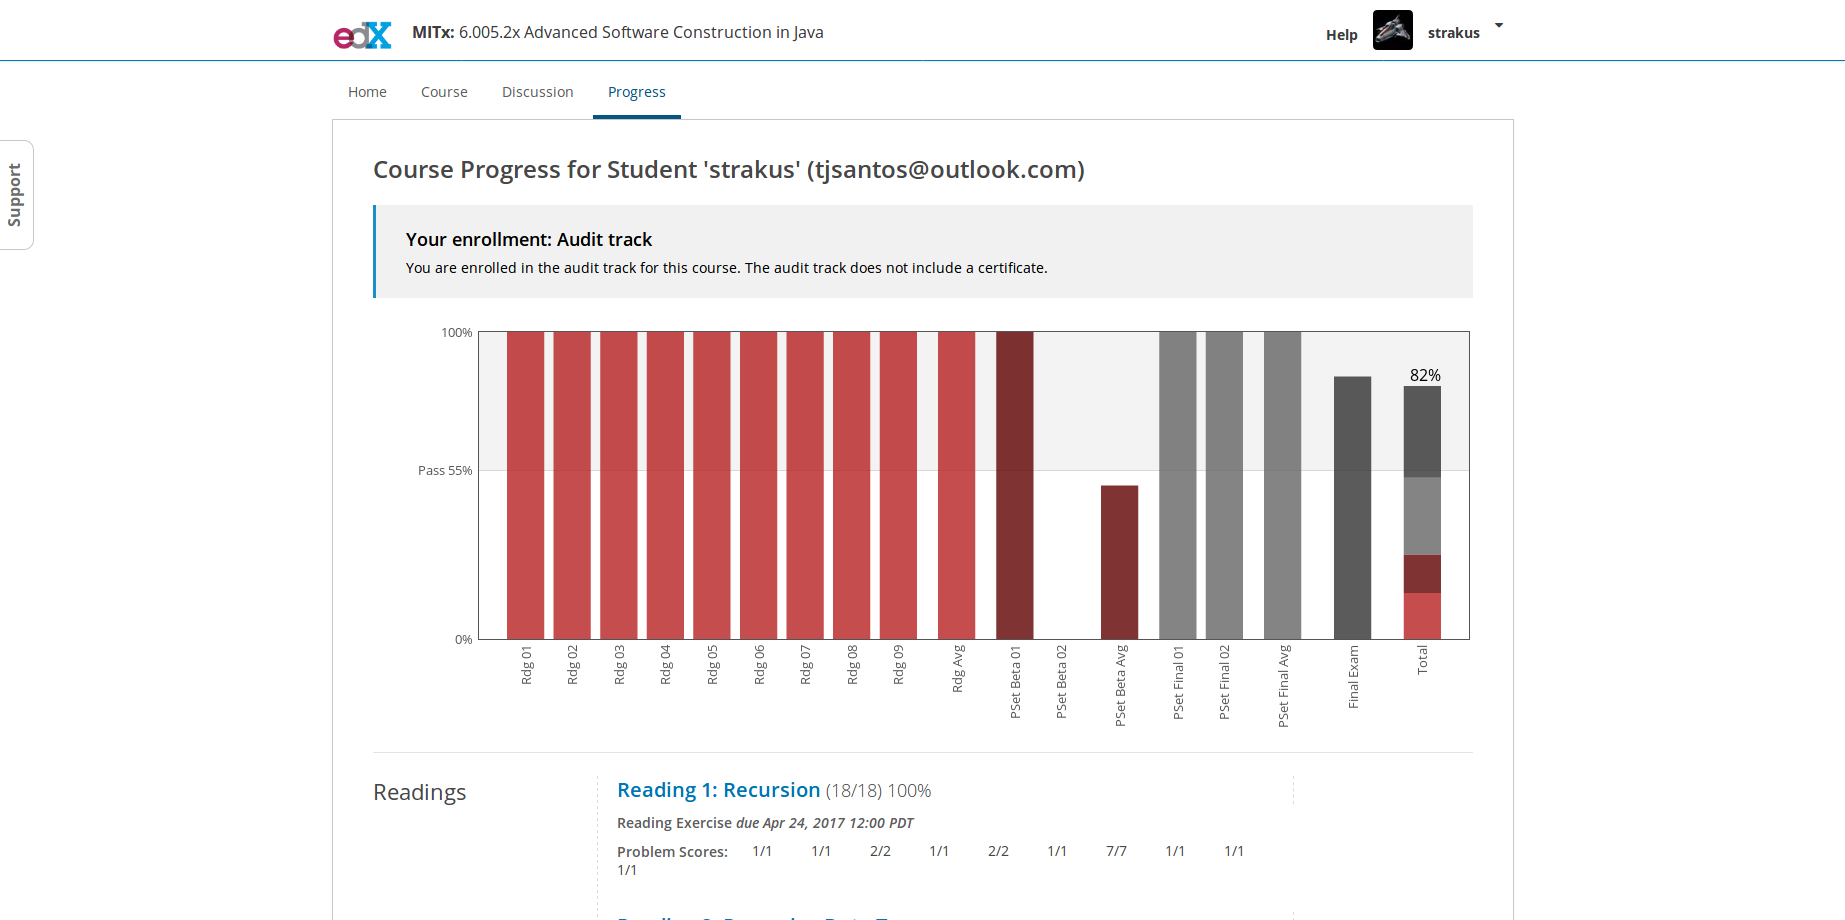 edX MITx: 6.005.2x Advanced Software Construction in Java Help strakus
Home Course Discussion Progress
Support
Course Progress for Student 'strakus' (tjsantos@outlook.com)
Your enrollment: Audit track
You are enrolled in the audit track for this course. The audit track does not include a certificate.
100%
82%
Pass 55%
0%
Rdg 01 Rdg 02 Rdg 03 Rdg 04 Rdg 05 Rdg 06 Rdg 07 Rdg 08 Rdg 09 Rdg Avg PSet Beta 01 PSet Beta 02 PSet Beta Avg PSet Final 01 PSet Final 02 PSet Final Avg Final Exam Total
Readings
Reading 1: Recursion (18/18) 100%
Reading Exercise due Apr 24, 2017 12:00 PDT
Problem Scores: 1/1 1/1 2/2 1/1 2/2 1/1 7/7 1/1 1/1
1/1